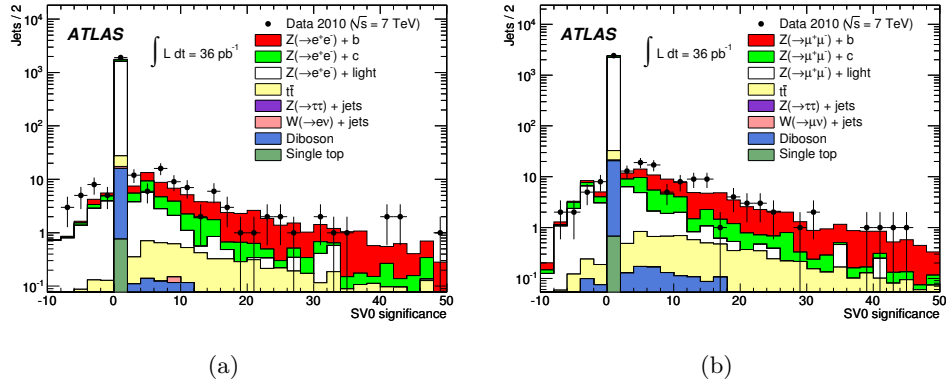 Jets / 2
ATLAS
∫ L dt = 36 pb⁻¹
Data 2010 (√s = 7 TeV)
Z(→e⁺e⁻) + b
Z(→e⁺e⁻) + c
Z(→e⁺e⁻) + light
tt̄
Z(→ττ) + jets
W(→eν) + jets
Diboson
Single top
10³
10²
10
1
10⁻¹
-10 0 10 20 30 40 50
SV0 significance
(a)
Jets / 2
ATLAS
∫ L dt = 36 pb⁻¹
Data 2010 (√s = 7 TeV)
Z(→μ⁺μ⁻) + b
Z(→μ⁺μ⁻) + c
Z(→μ⁺μ⁻) + light
tt̄
Z(→ττ) + jets
W(→μν) + jets
Diboson
Single top
10³
10²
10
1
10⁻¹
-10 0 10 20 30 40 50
SV0 significance
(b)